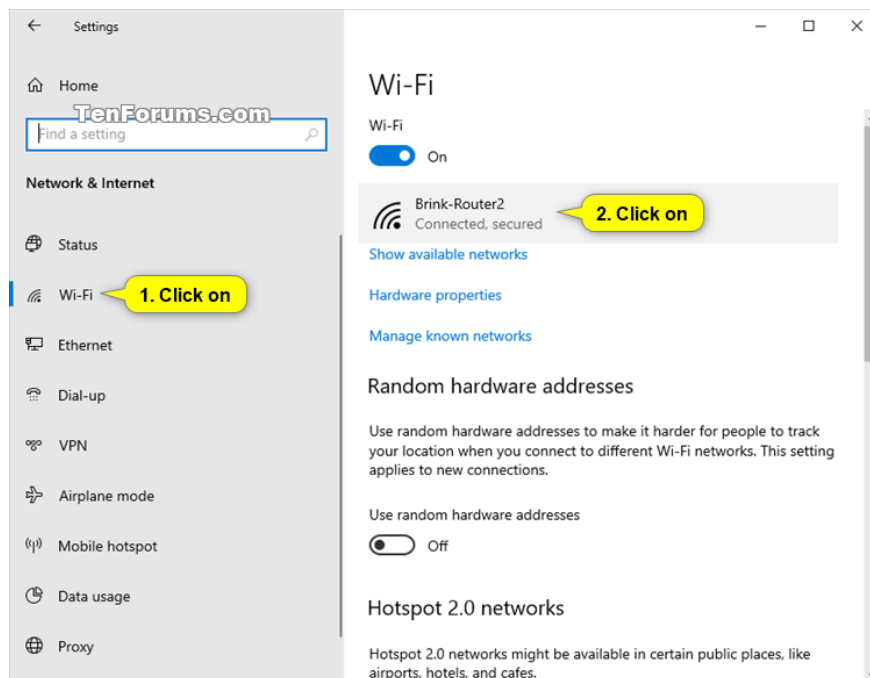 Settings
Home
TenForums.com
Find a setting
Network & Internet
Status
Wi-Fi
1. Click on
Ethernet
Dial-up
VPN
Airplane mode
Mobile hotspot
Data usage
Proxy
Wi-Fi
Wi-Fi
On
Brink-Router2
Connected, secured
2. Click on
Show available networks
Hardware properties
Manage known networks
Random hardware addresses
Use random hardware addresses to make it harder for people to track
your location when you connect to different Wi-Fi networks. This setting
applies to new connections.
Use random hardware addresses
Off
Hotspot 2.0 networks
Hotspot 2.0 networks might be available in certain public places, like
airports, hotels, and cafes.